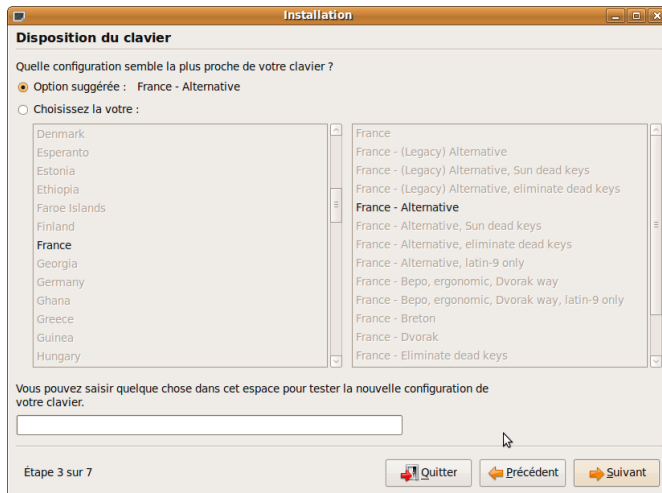 Installation
Disposition du clavier
Quelle configuration semble la plus proche de votre clavier ?
Option suggérée : France - Alternative
Choisissez la votre :
Denmark
Esperanto
Estonia
Ethiopia
Faroe Islands
Finland
France
Georgia
Germany
Ghana
Greece
Guinea
Hungary
France
France - (Legacy) Alternative
France - (Legacy) Alternative, Sun dead keys
France - (Legacy) Alternative, eliminate dead keys
France - Alternative
France - Alternative, Sun dead keys
France - Alternative, eliminate dead keys
France - Alternative, latin-9 only
France - Bepo, ergonomic, Dvorak way
France - Bepo, ergonomic, Dvorak way, latin-9 only
France - Breton
France - Dvorak
France - Eliminate dead keys
Vous pouvez saisir quelque chose dans cet espace pour tester la nouvelle configuration de
votre clavier.
Étape 3 sur 7
Quitter
Précédent
Suivant